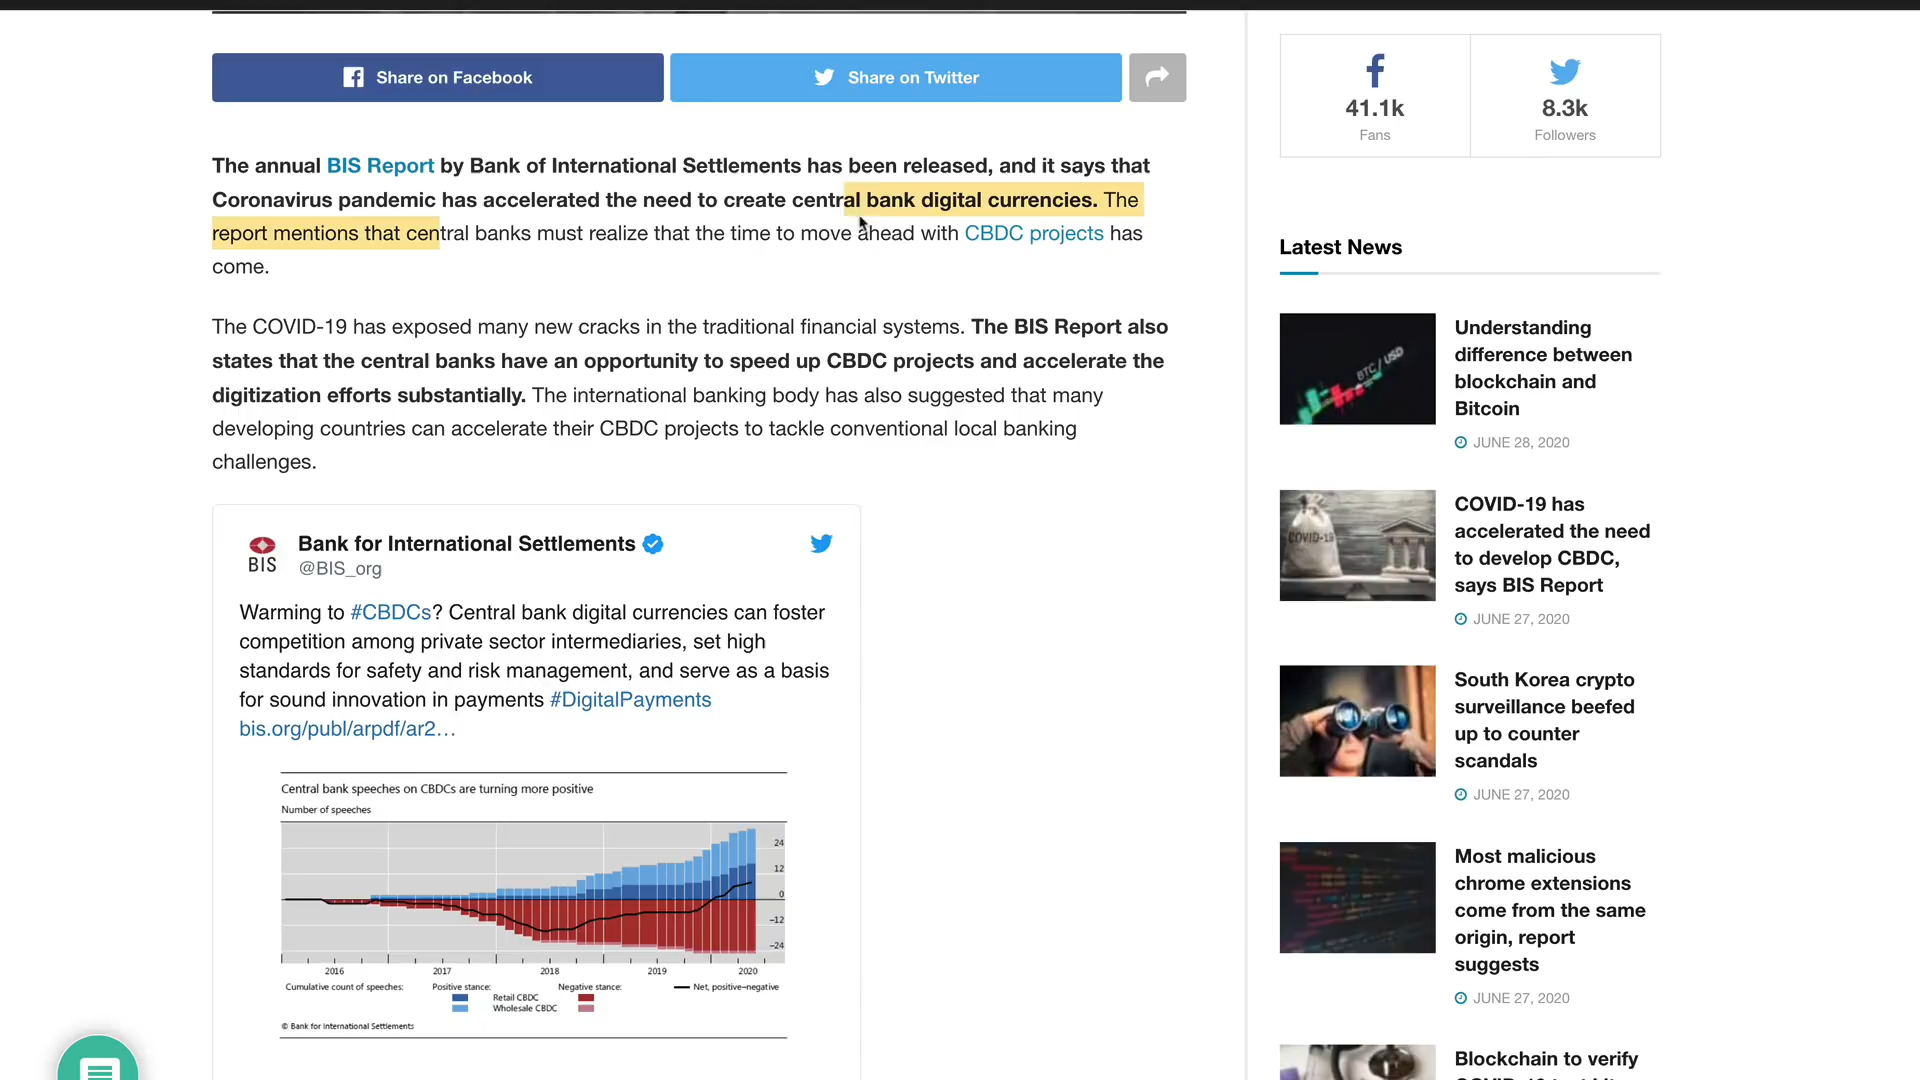 Share on Facebook
Share on Twitter
The annual BIS Report by Bank of International Settlements has been released, and it says that
Coronavirus pandemic has accelerated the need to create central bank digital currencies. The
report mentions that central banks must realize that the time to move ahead with CBDC projects has
come.
The COVID-19 has exposed many new cracks in the traditional financial systems. The BIS Report also
states that the central banks have an opportunity to speed up CBDC projects and accelerate the
digitization efforts substantially. The international banking body has also suggested that many
developing countries can accelerate their CBDC projects to tackle conventional local banking
challenges.
BIS
Bank for International Settlements
@BIS_org
Warming to #CBDCs? Central bank digital currencies can foster
competition among private sector intermediaries, set high
standards for safety and risk management, and serve as a basis
for sound innovation in payments #DigitalPayments
bis.org/publ/arpdf/ar2…
Central bank speeches on CBDCs are turning more positive
Number of speeches
24
12
0
–12
–24
2016 2017 2018 2019 2020
Cumulative count of speeches: Positive stance: Negative stance: Net, positive–negative
Retail CBDC
Wholesale CBDC
© Bank for International Settlements
41.1k
Fans
8.3k
Followers
Latest News
BTC / USD
Understanding
difference between
blockchain and
Bitcoin
JUNE 28, 2020
COVID-19
COVID-19 has
accelerated the need
to develop CBDC,
says BIS Report
JUNE 27, 2020
South Korea crypto
surveillance beefed
up to counter
scandals
JUNE 27, 2020
Most malicious
chrome extensions
come from the same
origin, report
suggests
JUNE 27, 2020
Blockchain to verify